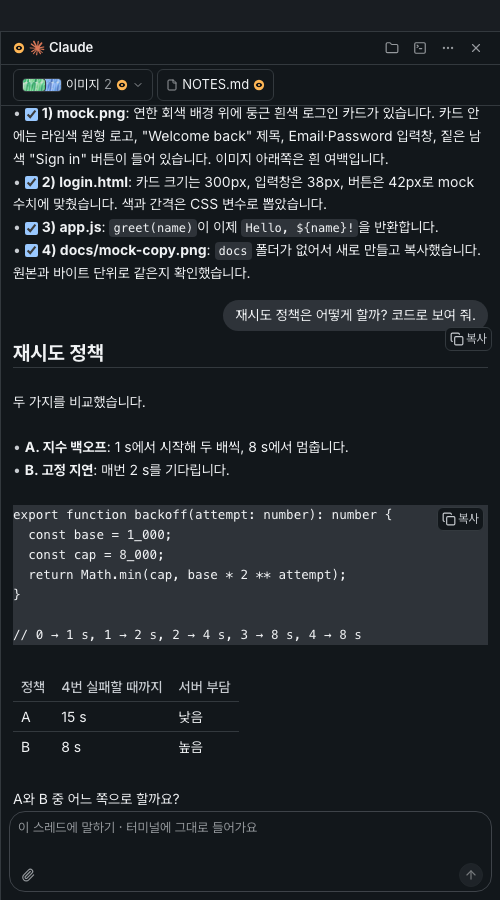 Claude
이미지 2
NOTES.md
• 1) mock.png: 연한 회색 배경 위에 둥근 흰색 로그인 카드가 있습니다. 카드 안
에는 라임색 원형 로고, "Welcome back" 제목, Email·Password 입력창, 짙은 남
색 "Sign in" 버튼이 들어 있습니다. 이미지 아래쪽은 흰 여백입니다.
• 2) login.html: 카드 크기는 300px, 입력창은 38px, 버튼은 42px로 mock
수치에 맞췄습니다. 색과 간격은 CSS 변수로 뽑았습니다.
• 3) app.js: greet(name)이 이제 Hello, ${name}!을 반환합니다.
• 4) docs/mock-copy.png: docs 폴더가 없어서 새로 만들고 복사했습니다.
원본과 바이트 단위로 같은지 확인했습니다.
재시도 정책은 어떻게 할까? 코드로 보여 줘.
복사
재시도 정책
두 가지를 비교했습니다.
• A. 지수 백오프: 1 s에서 시작해 두 배씩, 8 s에서 멈춥니다.
• B. 고정 지연: 매번 2 s를 기다립니다.
복사
export function backoff(attempt: number): number {
  const base = 1_000;
  const cap = 8_000;
  return Math.min(cap, base * 2 ** attempt);
}
// 0 → 1 s, 1 → 2 s, 2 → 4 s, 3 → 8 s, 4 → 8 s
정책 4번 실패할 때까지 서버 부담
A 15 s 낮음
B 8 s 높음
A와 B 중 어느 쪽으로 할까요?
이 스레드에 말하기 · 터미널에 그대로 들어가요